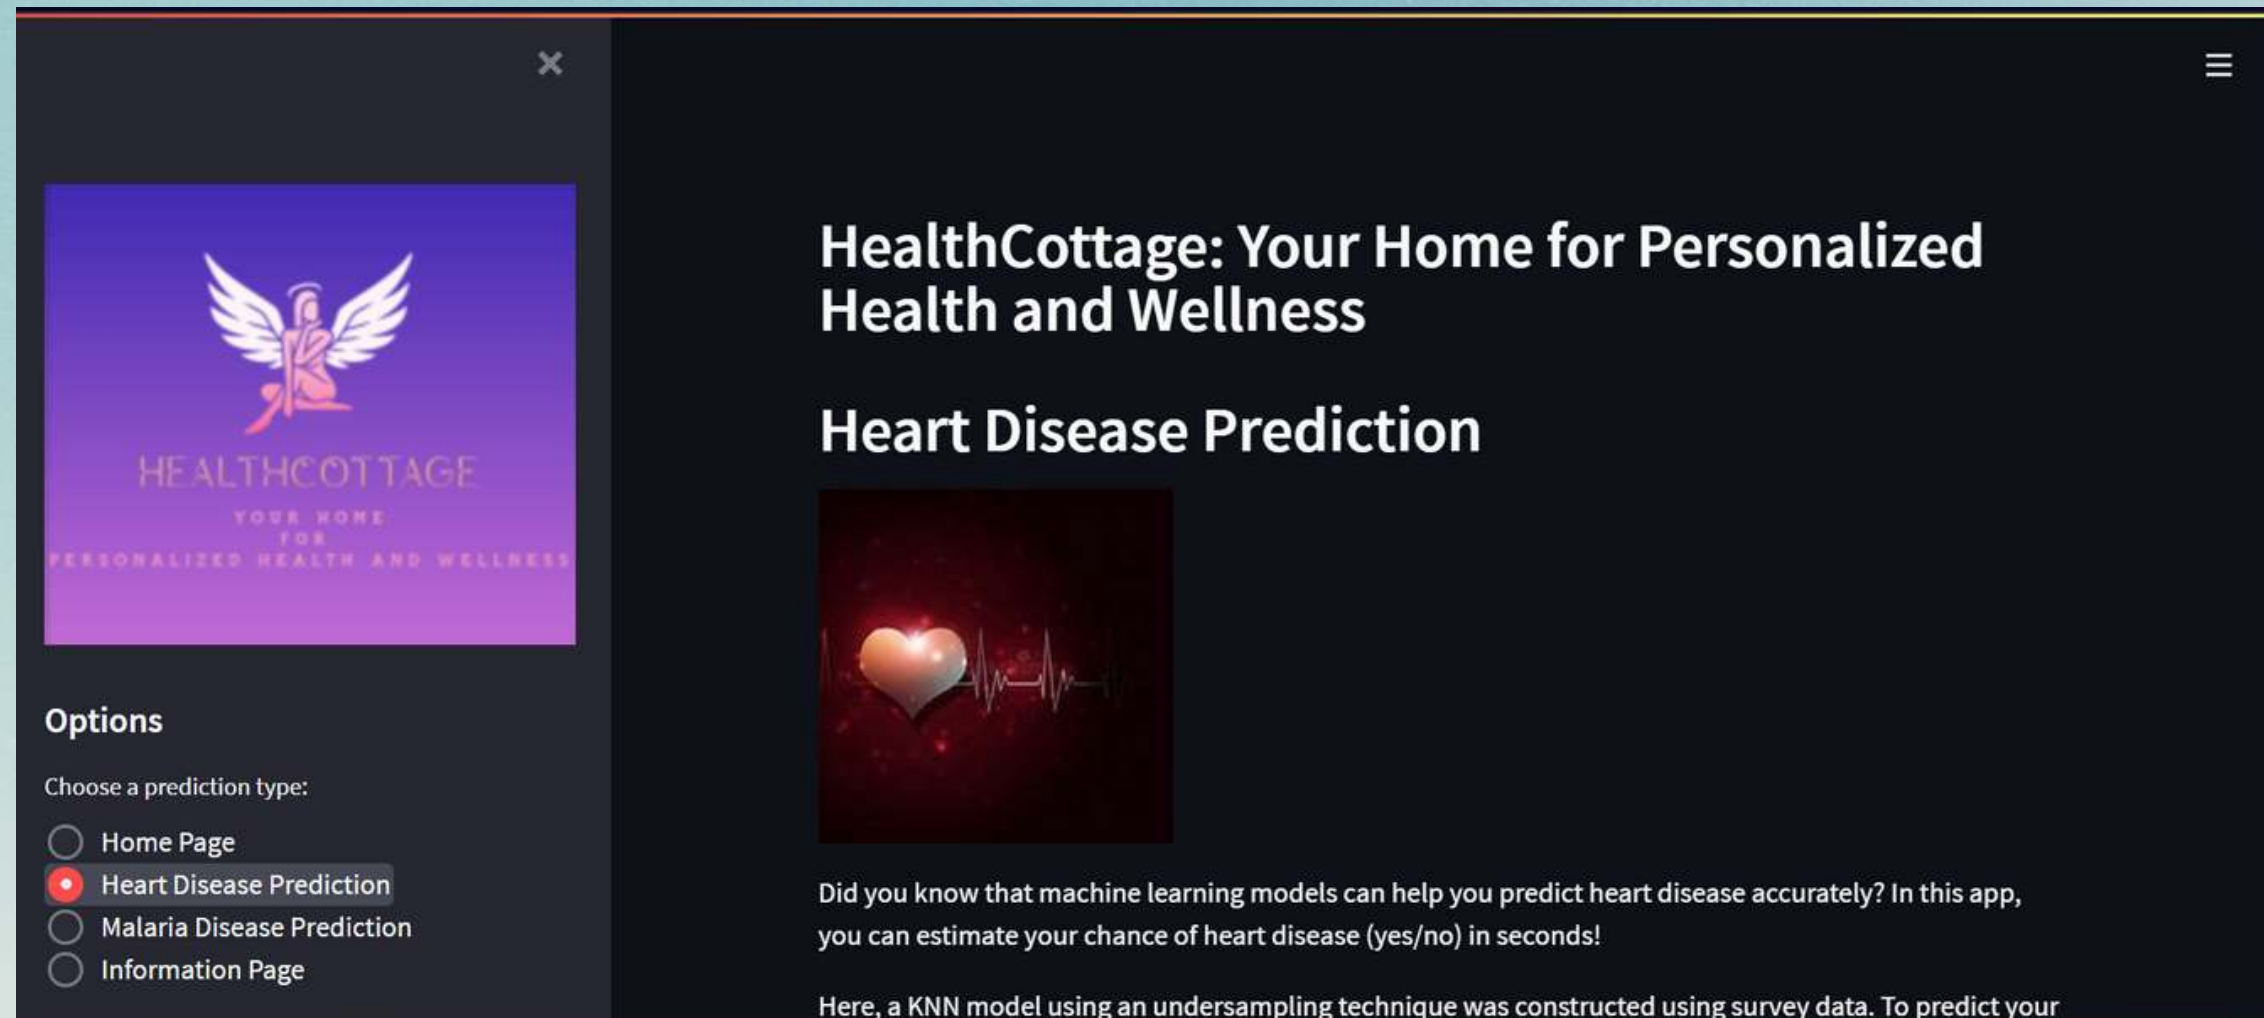 HEALTHCOTTAGE
YOUR HOME
FOR
PERSONALIZED HEALTH AND WELLNESS
Options
Choose a prediction type:
Home Page
Heart Disease Prediction
Malaria Disease Prediction
Information Page
HealthCottage: Your Home for Personalized
Health and Wellness
Heart Disease Prediction
Did you know that machine learning models can help you predict heart disease accurately? In this app,
you can estimate your chance of heart disease (yes/no) in seconds!
Here, a KNN model using an undersampling technique was constructed using survey data. To predict your